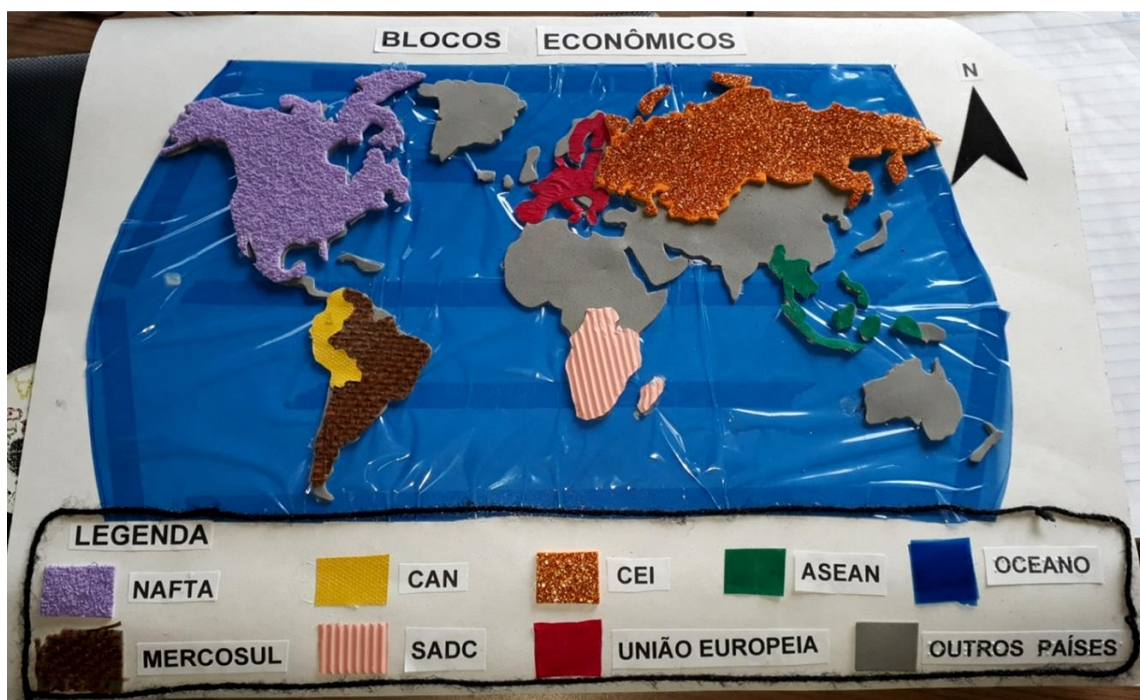 BLOCOS ECONÔMICOS
N
LEGENDA
NAFTA
CAN
CEI
ASEAN
OCEANO
MERCOSUL
SADC
UNIÃO EUROPEIA
OUTROS PAÍSES